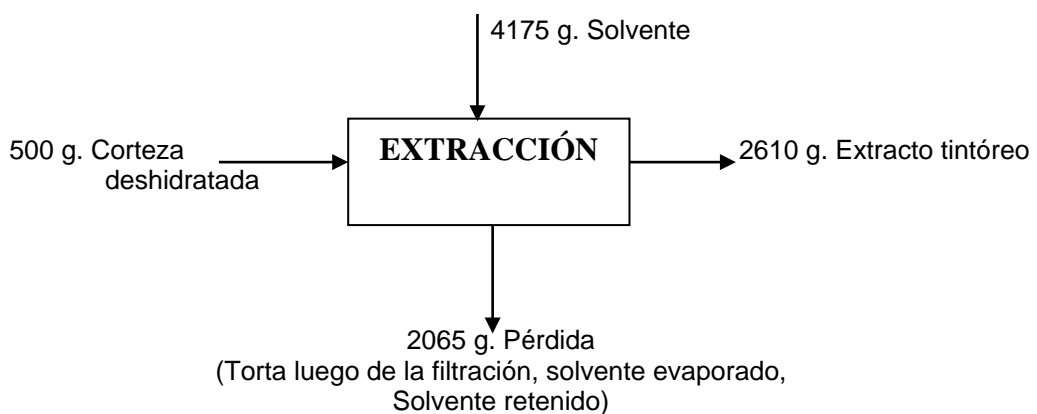 4175 g. Solvente
500 g. Corteza
deshidratada
EXTRACCIÓN
2610 g. Extracto tintóreo
2065 g. Pérdida
(Torta luego de la filtración, solvente evaporado,
Solvente retenido)